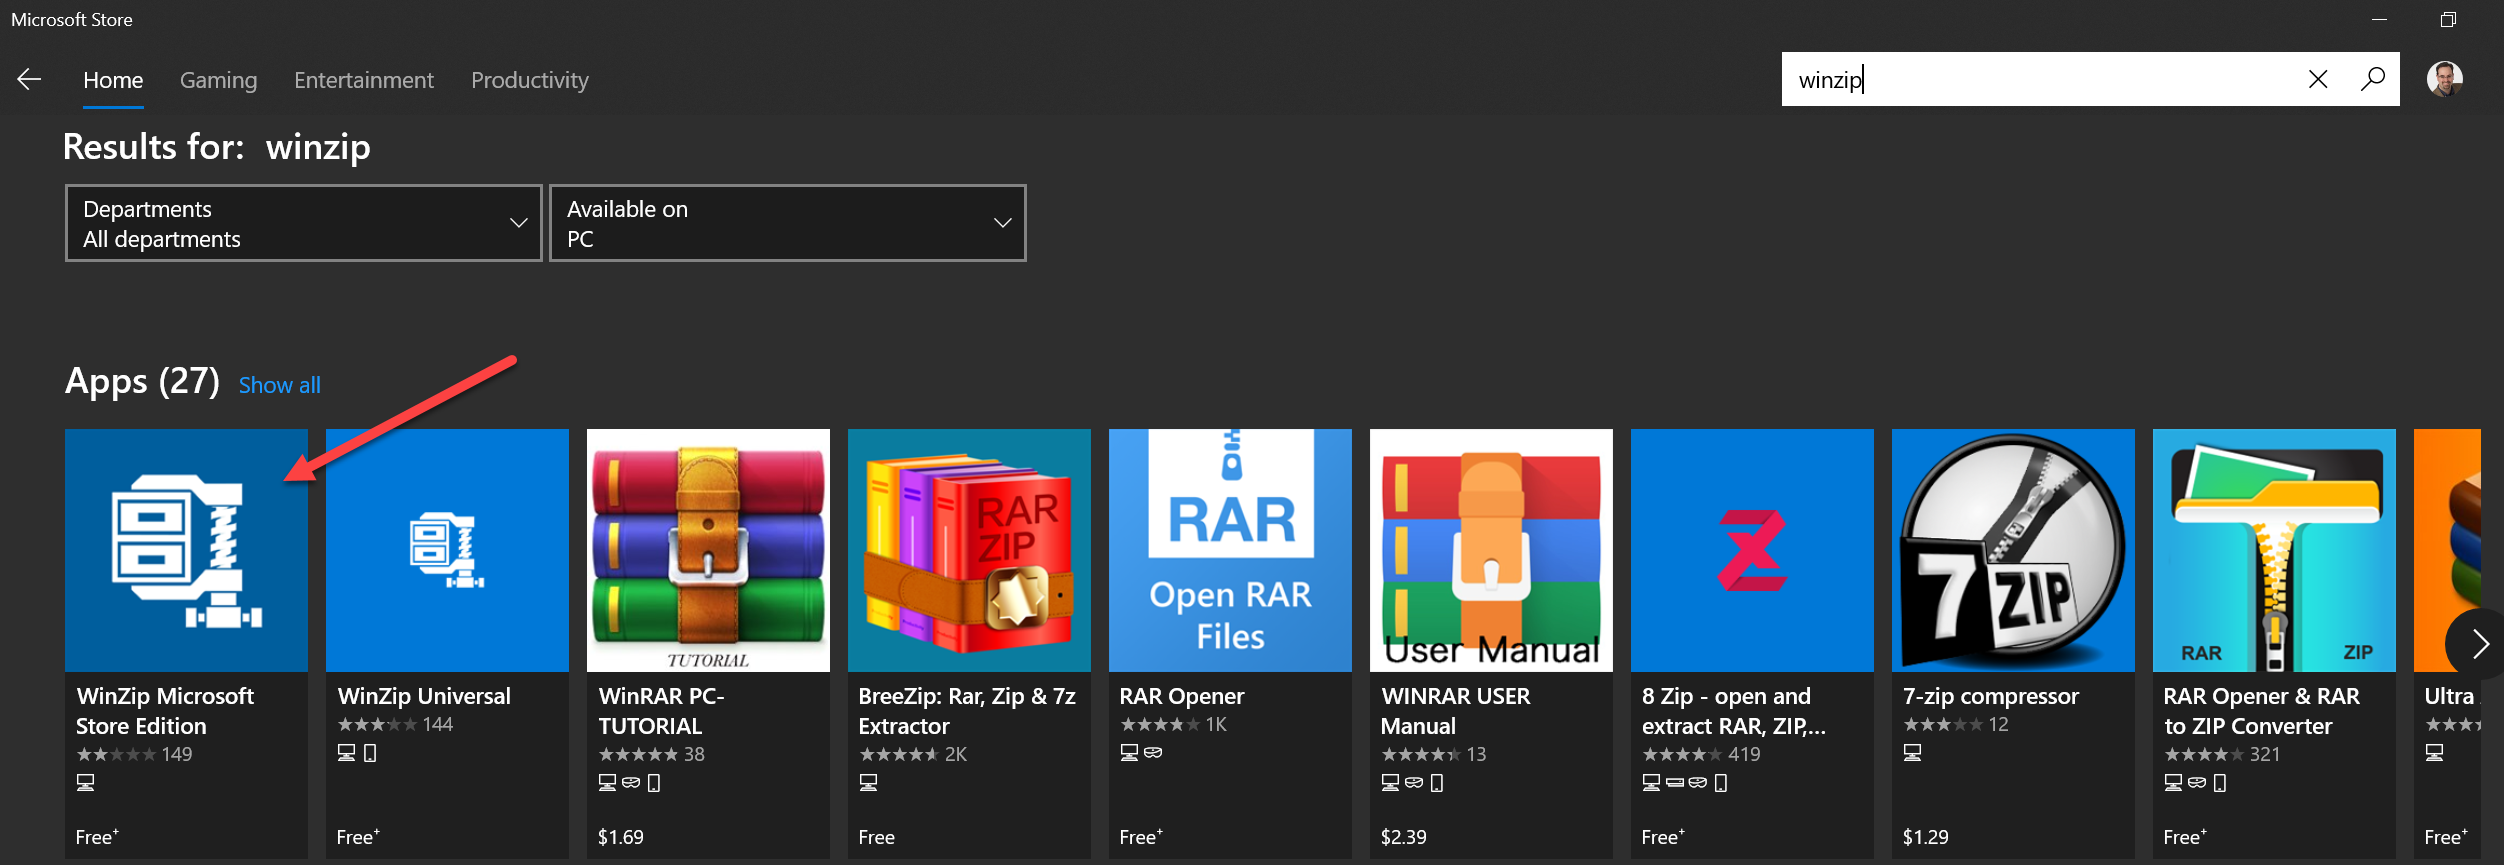 Microsoft Store
Home Gaming Entertainment Productivity
winzip
Results for: winzip
Departments
All departments
Available on
PC
Apps (27) Show all
WinZip Microsoft
Store Edition
149
Free+
WinZip Universal
144
Free+
TUTORIAL
WinRAR PC-
TUTORIAL
38
$1.69
RAR
ZIP
BreeZip: Rar, Zip & 7z
Extractor
2K
Free
RAR
Open RAR
Files
RAR Opener
1K
Free+
User Manual
WINRAR USER
Manual
13
$2.39
8 Zip - open and
extract RAR, ZIP,...
419
Free+
7 ZIP
7-zip compressor
12
$1.29
RAR ZIP
RAR Opener & RAR
to ZIP Converter
321
Free+
Ultra
Free+